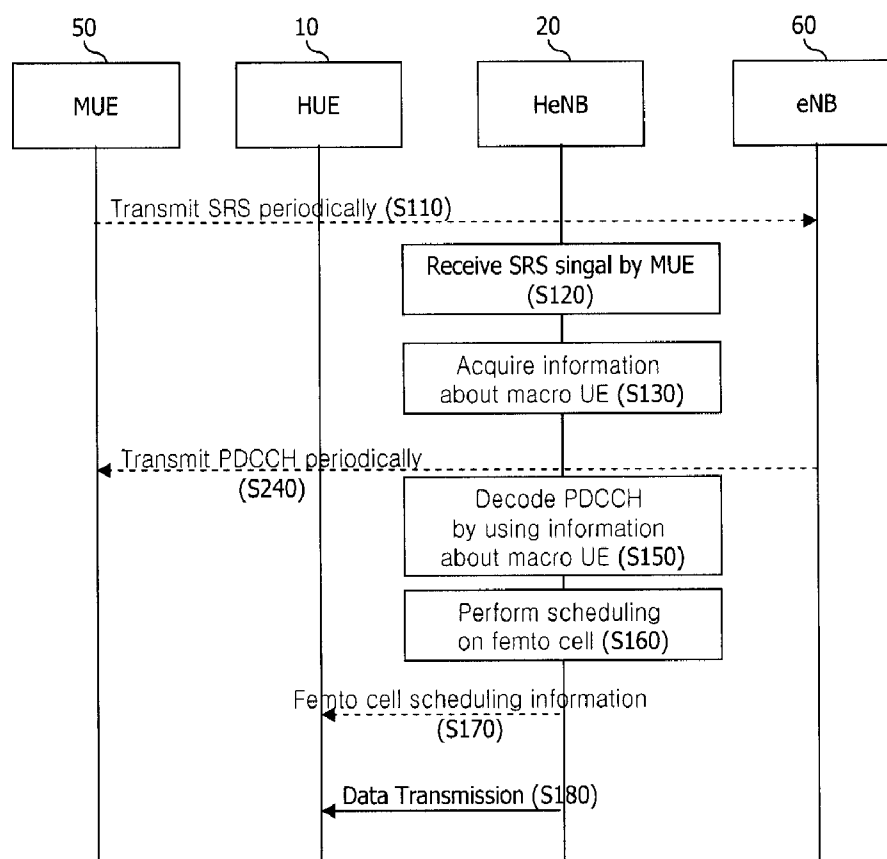 50
10
20
60
MUE
HUE
HeNB
eNB
Transmit SRS periodically (S110)
Receive SRS singal by MUE
(S120)
Acquire information
about macro UE (S130)
Transmit PDCCH periodically
(S240)
Decode PDCCH
by using information
about macro UE (S150)
Perform scheduling
on femto cell (S160)
Femto cell scheduling information
(S170)
Data Transmission (S180)